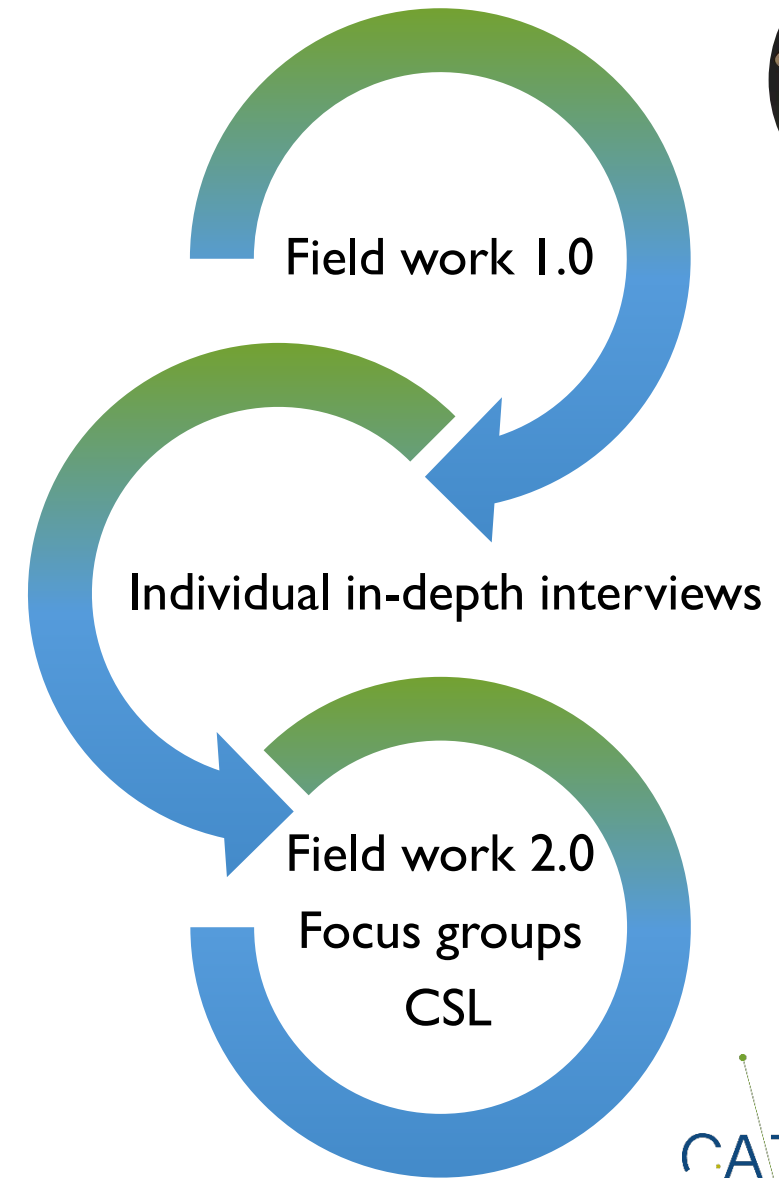 Field work 1.0
Individual in-depth interviews
Field work 2.0
Focus groups
CSL